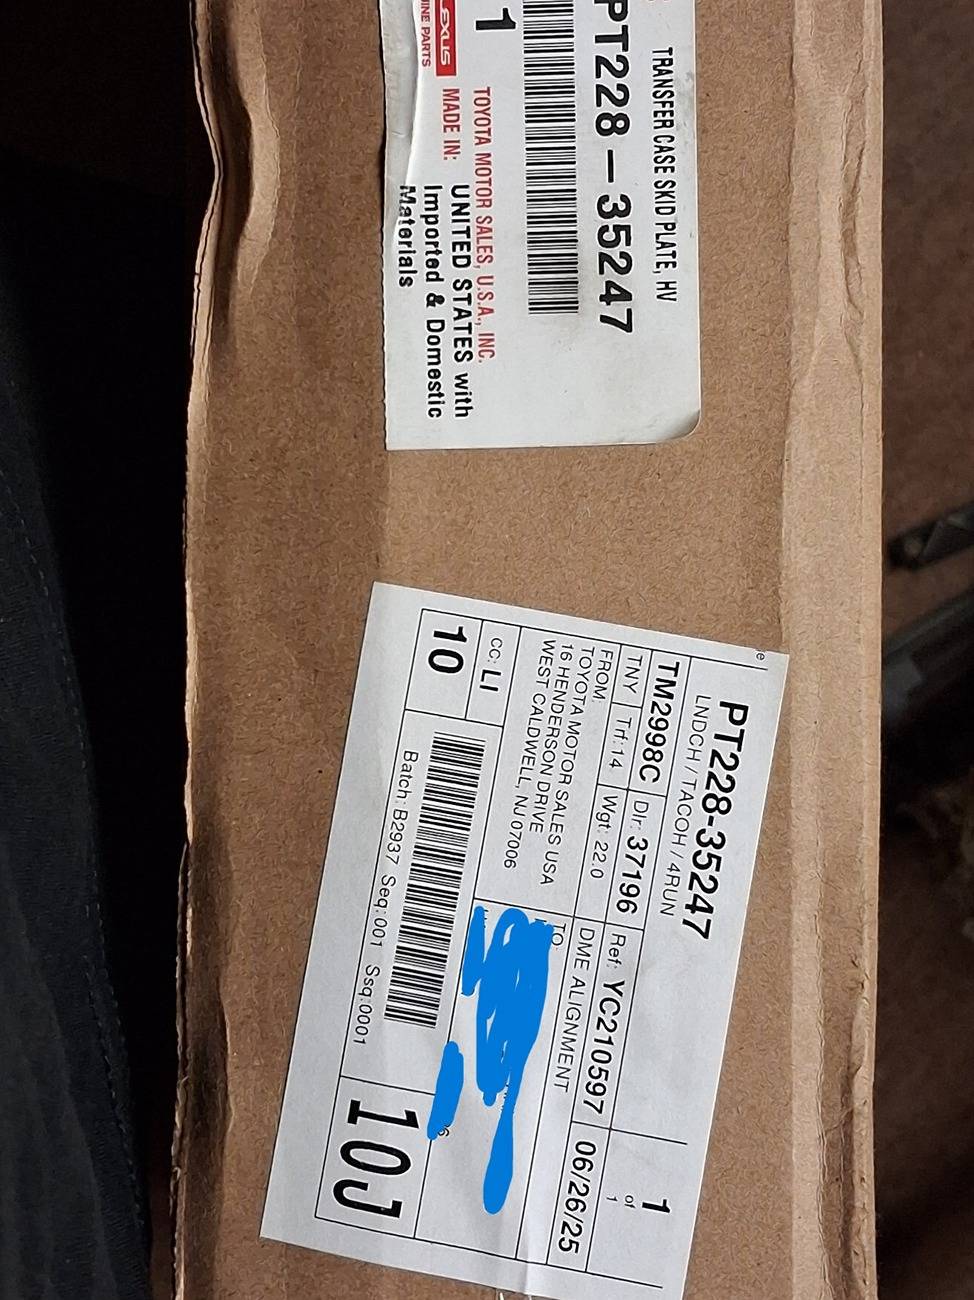 TRANSFER CASE SKID PLATE, HV
PT228-35247
1
LEXUS
TOYOTA MOTOR SALES, U.S.A., INC.
MADE IN: UNITED STATES with
Imported & Domestic
Materials
PARTS
PT228-35247
LNDCH / TACOH / 4RUN
1
of
1
TM2998C Dlr: 37196 Ref: YC210597 06/26/25
TNY Trf: 14 Wgt: 22.0 DME ALIGNMENT
FROM:
TOYOTA MOTOR SALES USA
16 HENDERSON DRIVE
WEST CALDWELL, NJ 07006
TO:
CC: LI
10
Batch: B2937 Seq:001 Ssq:0001
10J